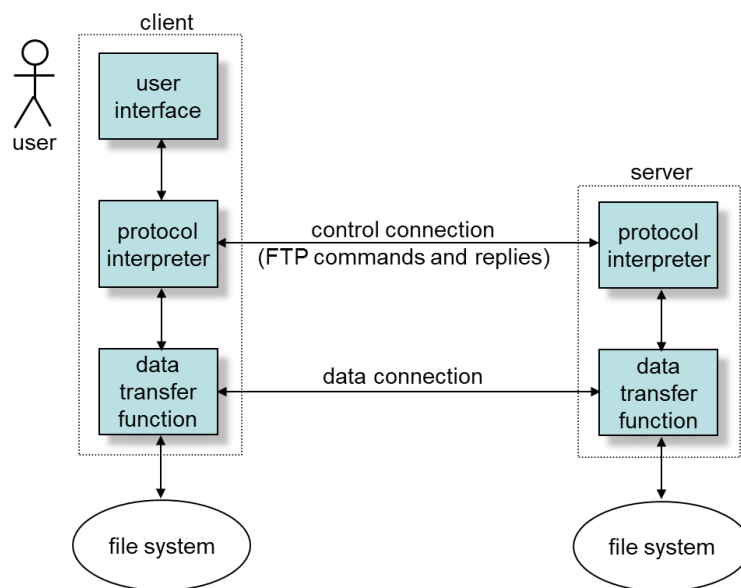 client
user
interface
user
server
protocol
interpreter
control connection
(FTP commands and replies)
protocol
interpreter
data
transfer
function
data connection
data
transfer
function
file system
file system